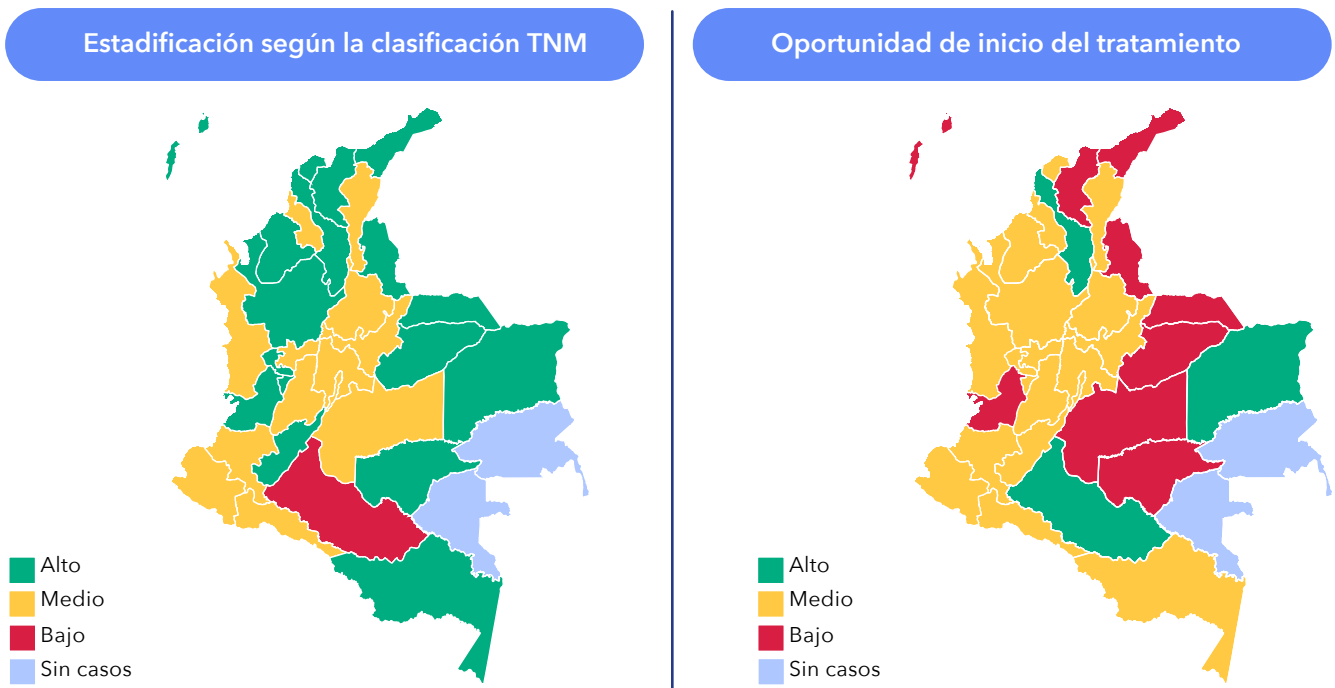 Estadificación según la clasificación TNM
Oportunidad de inicio del tratamiento
Alto
Medio
Bajo
Sin casos
Alto
Medio
Bajo
Sin casos